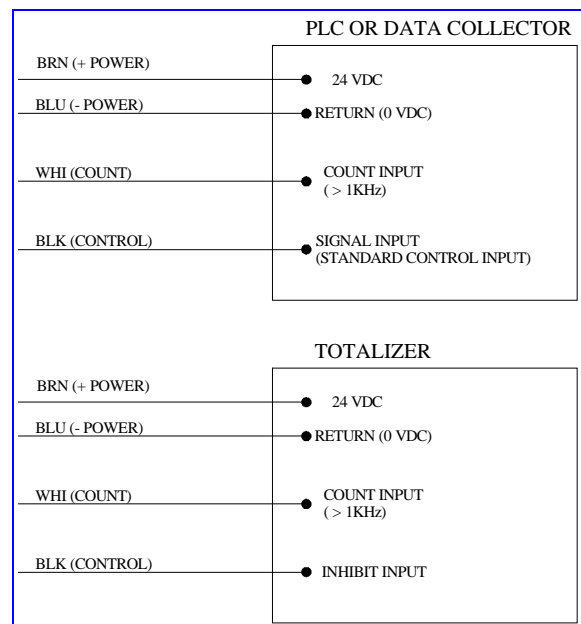 PLC OR DATA COLLECTOR
BRN (+ POWER)
24 VDC
BLU (- POWER)
RETURN (0 VDC)
WHI (COUNT)
COUNT INPUT
( > 1KHz)
BLK (CONTROL)
SIGNAL INPUT
(STANDARD CONTROL INPUT)
TOTALIZER
BRN (+ POWER)
24 VDC
BLU (- POWER)
RETURN (0 VDC)
WHI (COUNT)
COUNT INPUT
( > 1KHz)
BLK (CONTROL)
INHIBIT INPUT